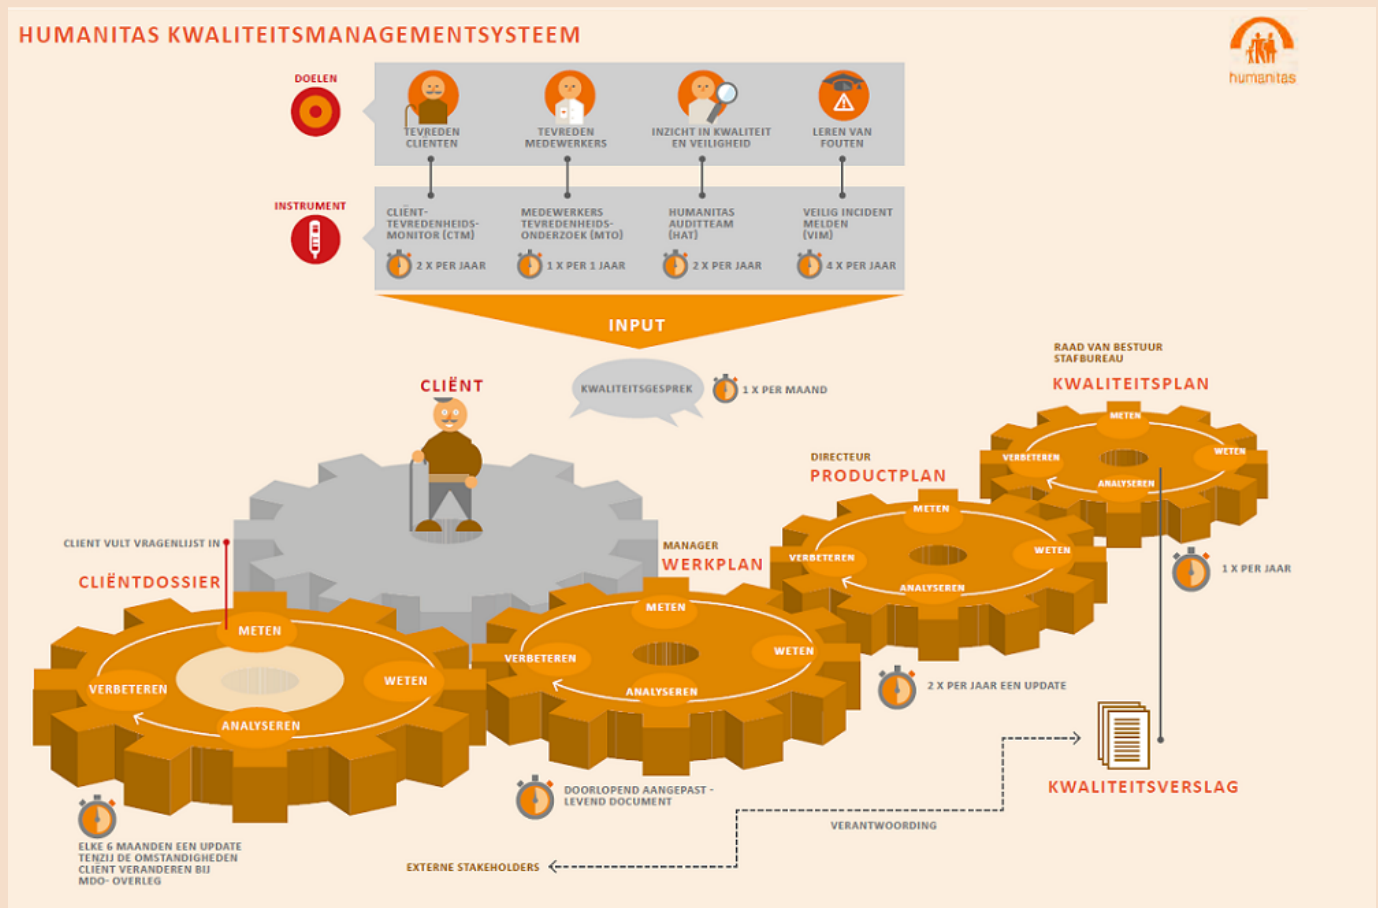 HUMANITAS KWALITEITSMANAGEMENTSYSTEEM
humanitas
DOELEN
TEVREDEN
CLIËNTEN
TEVREDEN
MEDEWERKERS
INZICHT IN KWALITEIT
EN VEILIGHEID
LEREN VAN
FOUTEN
INSTRUMENT
CLIËNT-
TEVREDENHEIDS-
MONITOR (CTM)
2 X PER JAAR
MEDEWERKERS
TEVREDENHEIDS-
ONDERZOEK (MTO)
1 X PER 1 JAAR
HUMANITAS
AUDITTEAM
(HAT)
2 X PER JAAR
VEILIG INCIDENT
MELDEN
(VIM)
4 X PER JAAR
INPUT
KWALITEITSGESPREK
1 X PER MAAND
CLIËNT
RAAD VAN BESTUUR
STAFBUREAU
KWALITEITSPLAN
METEN
WETEN
ANALYSEREN
VERBETEREN
1 X PER JAAR
DIRECTEUR
PRODUCTPLAN
METEN
WETEN
ANALYSEREN
VERBETEREN
2 X PER JAAR EEN UPDATE
MANAGER
WERKPLAN
METEN
WETEN
ANALYSEREN
VERBETEREN
DOORLOPEND AANGEPAST -
LEVEND DOCUMENT
CLIENT VULT VRAGENLIJST IN
CLIËNTDOSSIER
METEN
WETEN
ANALYSEREN
VERBETEREN
ELKE 6 MAANDEN EEN UPDATE
TENZIJ DE OMSTANDIGHEDEN
CLIËNT VERANDEREN BIJ
MDO- OVERLEG
KWALITEITSVERSLAG
VERANTWOORDING
EXTERNE STAKEHOLDERS